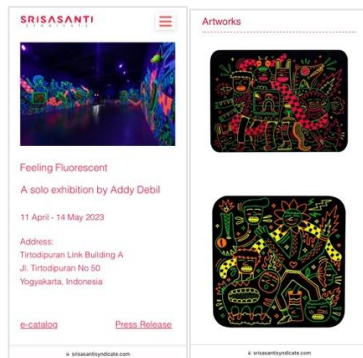 SRISASANTI
SYNDICATE
Feeling Fluorescent
A solo exhibition by Addy Debil
11 April - 14 May 2023
Address:
Tirtodipuran Link Building A
Jl. Tirtodipuran No 50
Yogyakarta, Indonesia
e-catalog Press Release
srisasantisyndicate.com
Artworks
srisasantisyndicate.com